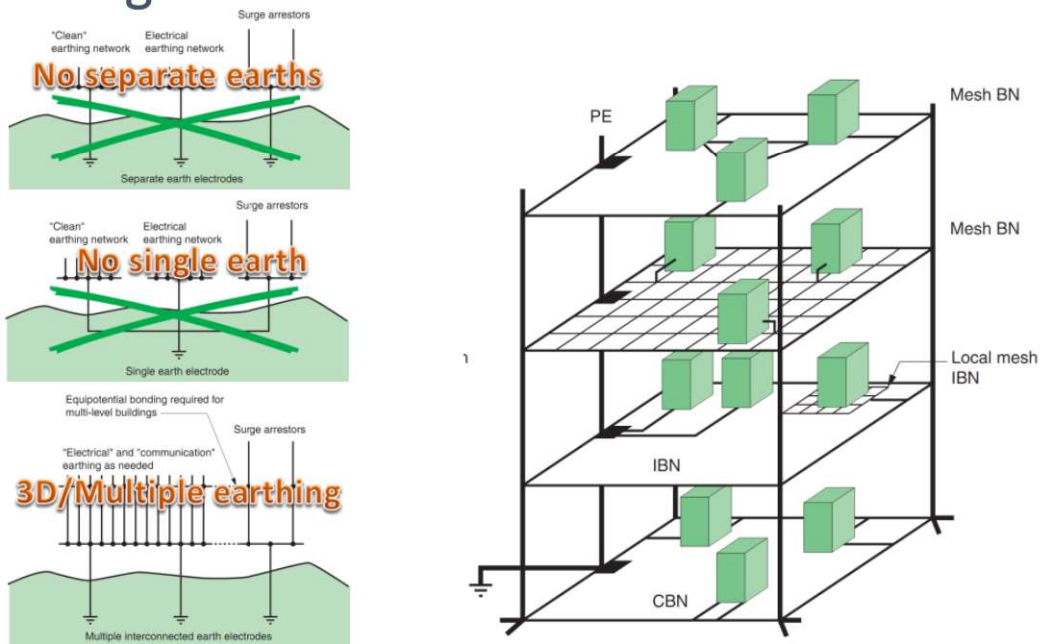 Surge arrestors
"Clean"
earthing network
Electrical
earthing network
No separate earths
Separate earth electrodes
Surge arrestors
"Clean"
earthing network
Electrical
earthing network
No single earth
Single earth electrode
Equipotential bonding required for
multi-level buildings
Surge arrestors
"Electrical" and "communication"
earthing as needed
3D/Multiple earthing
Multiple interconnected earth electrodes
Mesh BN
PE
Mesh BN
Local mesh
IBN
IBN
CBN